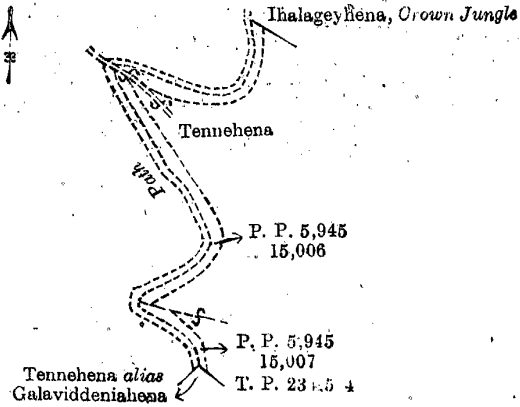 Ihalageyhena, Crown Jungle
Tennehena
Path
P. P. 5,945
15,006
P. P. 5,945
15,007
Tennehena alias
Galaviddeniahena
T. P.